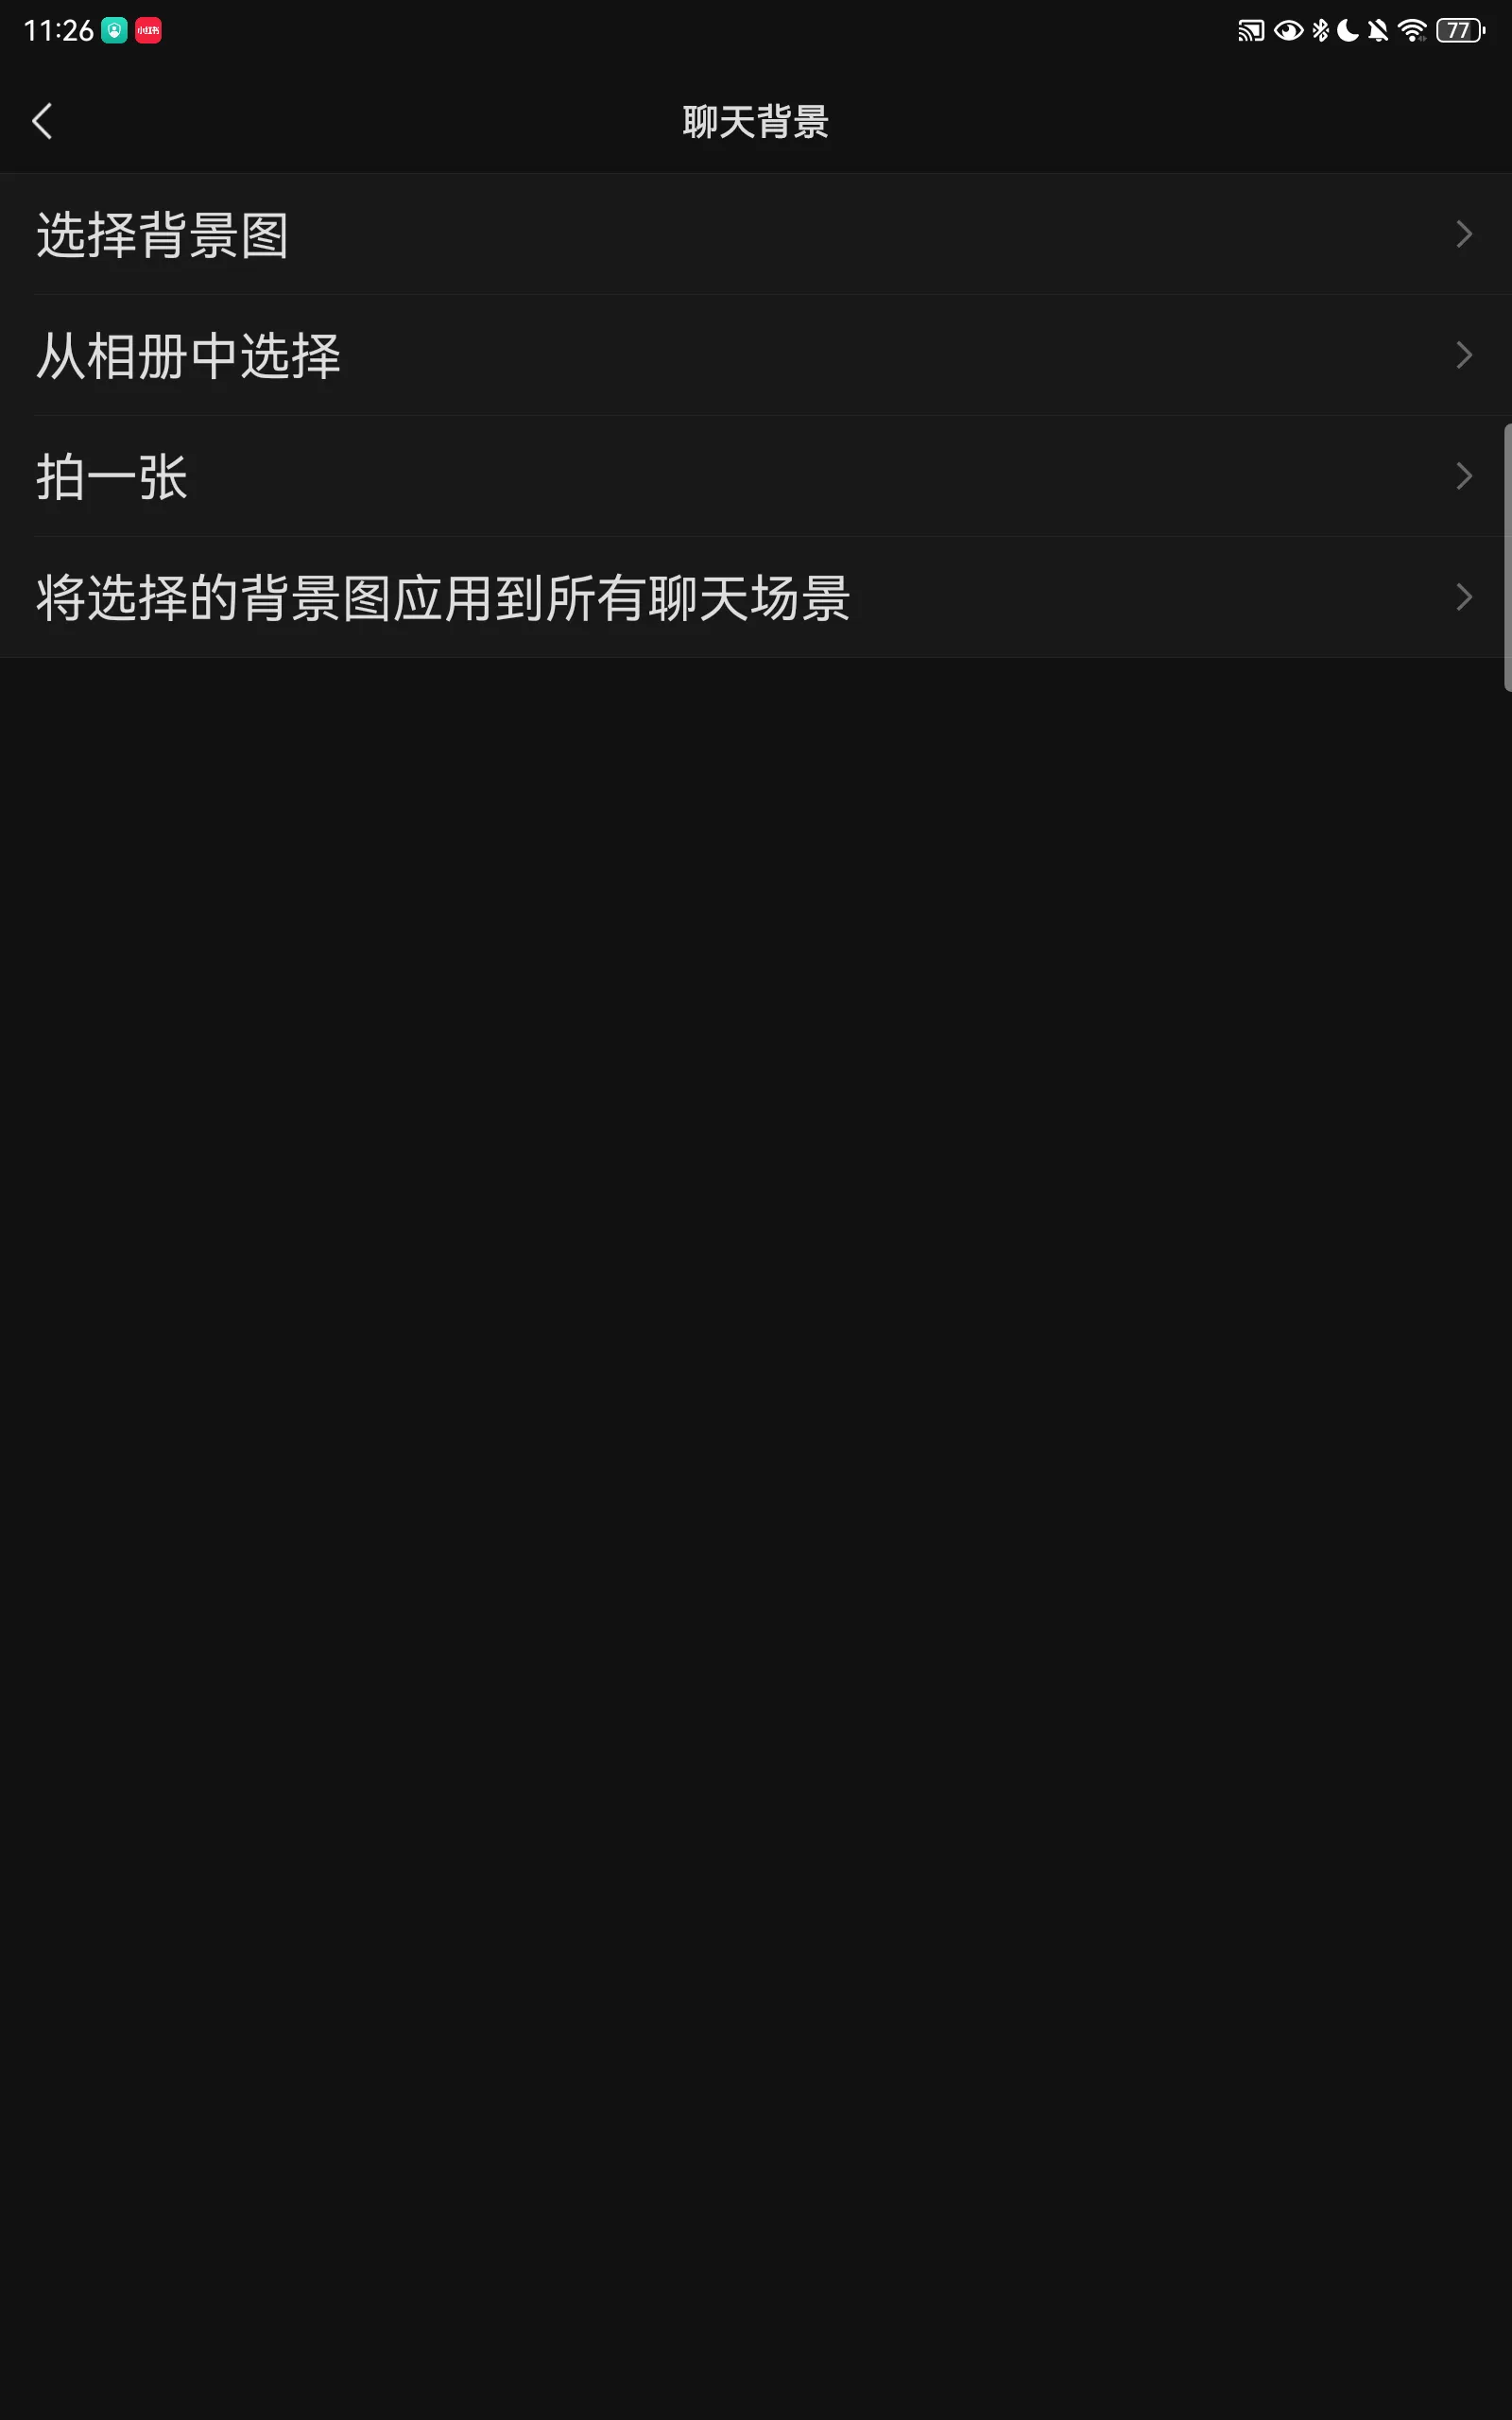 11:26 小红书 77
聊天背景
选择背景图
从相册中选择
拍一张
将选择的背景图应用到所有聊天场景